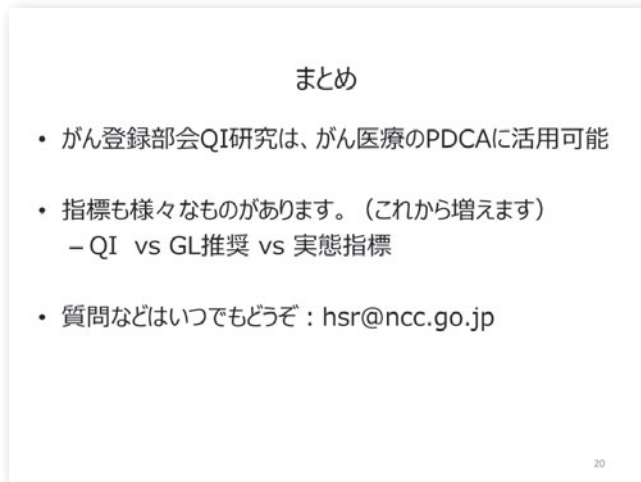 まとめ
• がん登録部会QI研究は、がん医療のPDCAに活用可能
• 指標も様々なものがあります。（これから増えます）
– QI vs GL推奨 vs 実態指標
• 質問などはいつでもどうぞ：hsr@ncc.go.jp
20